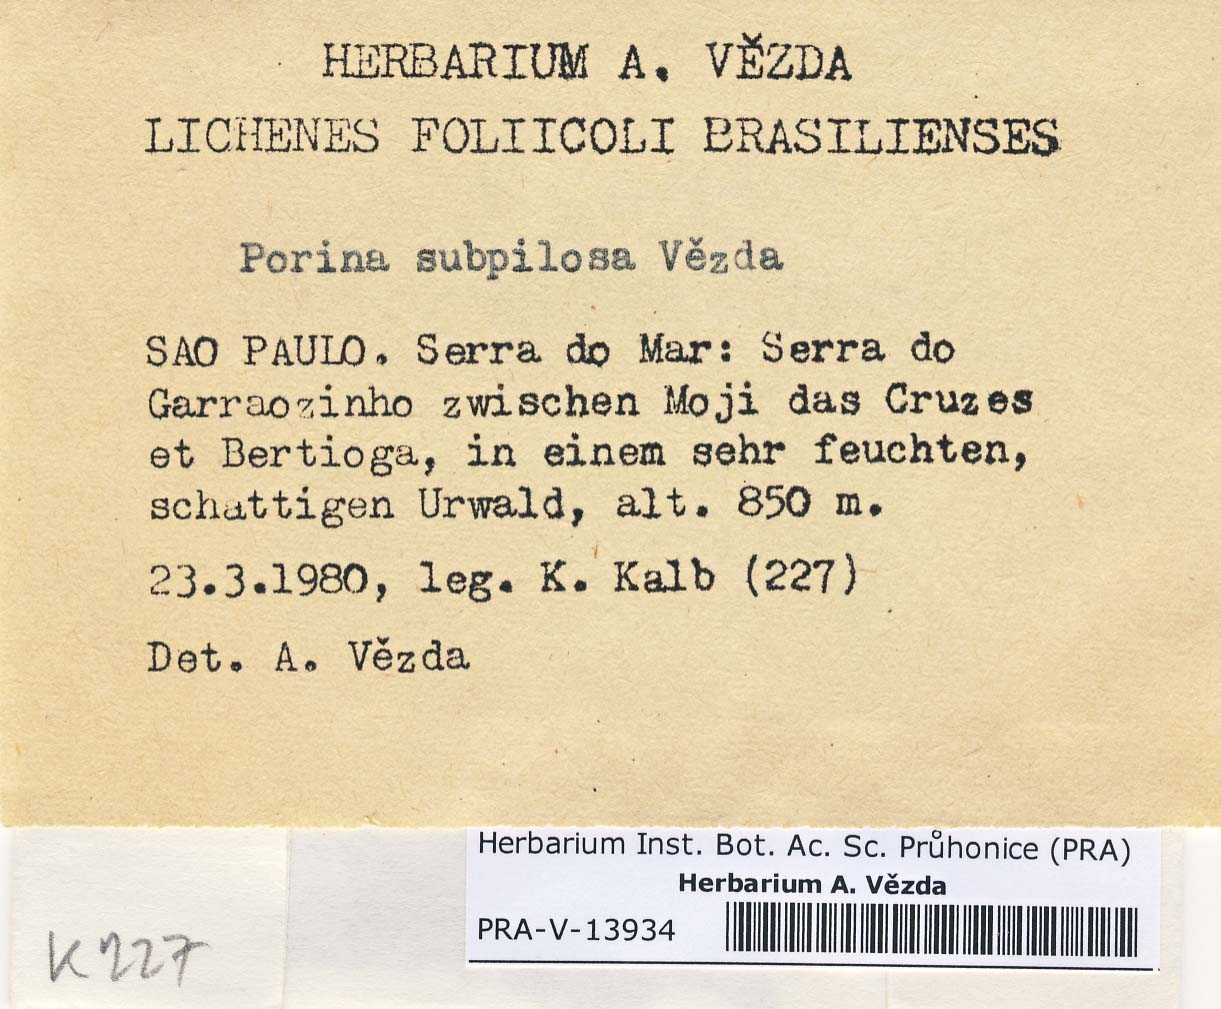 HERBARIUM A. VĚZDA
LICHENES FOLIICOLI BRASILIENSES
Porina subpilosa Vězda
SAO PAULO. Serra do Mar: Serra do
Garraozinho zwischen Moji das Cruzes
et Bertioga, in einem sehr feuchten,
schattigen Urwald, alt. 850 m.
23.3.1980, leg. K. Kalb (227)
Det. A. Vězda
Herbarium Inst. Bot. Ac. Sc. Průhonice (PRA)
Herbarium A. Vězda
PRA-V-13934
K 227